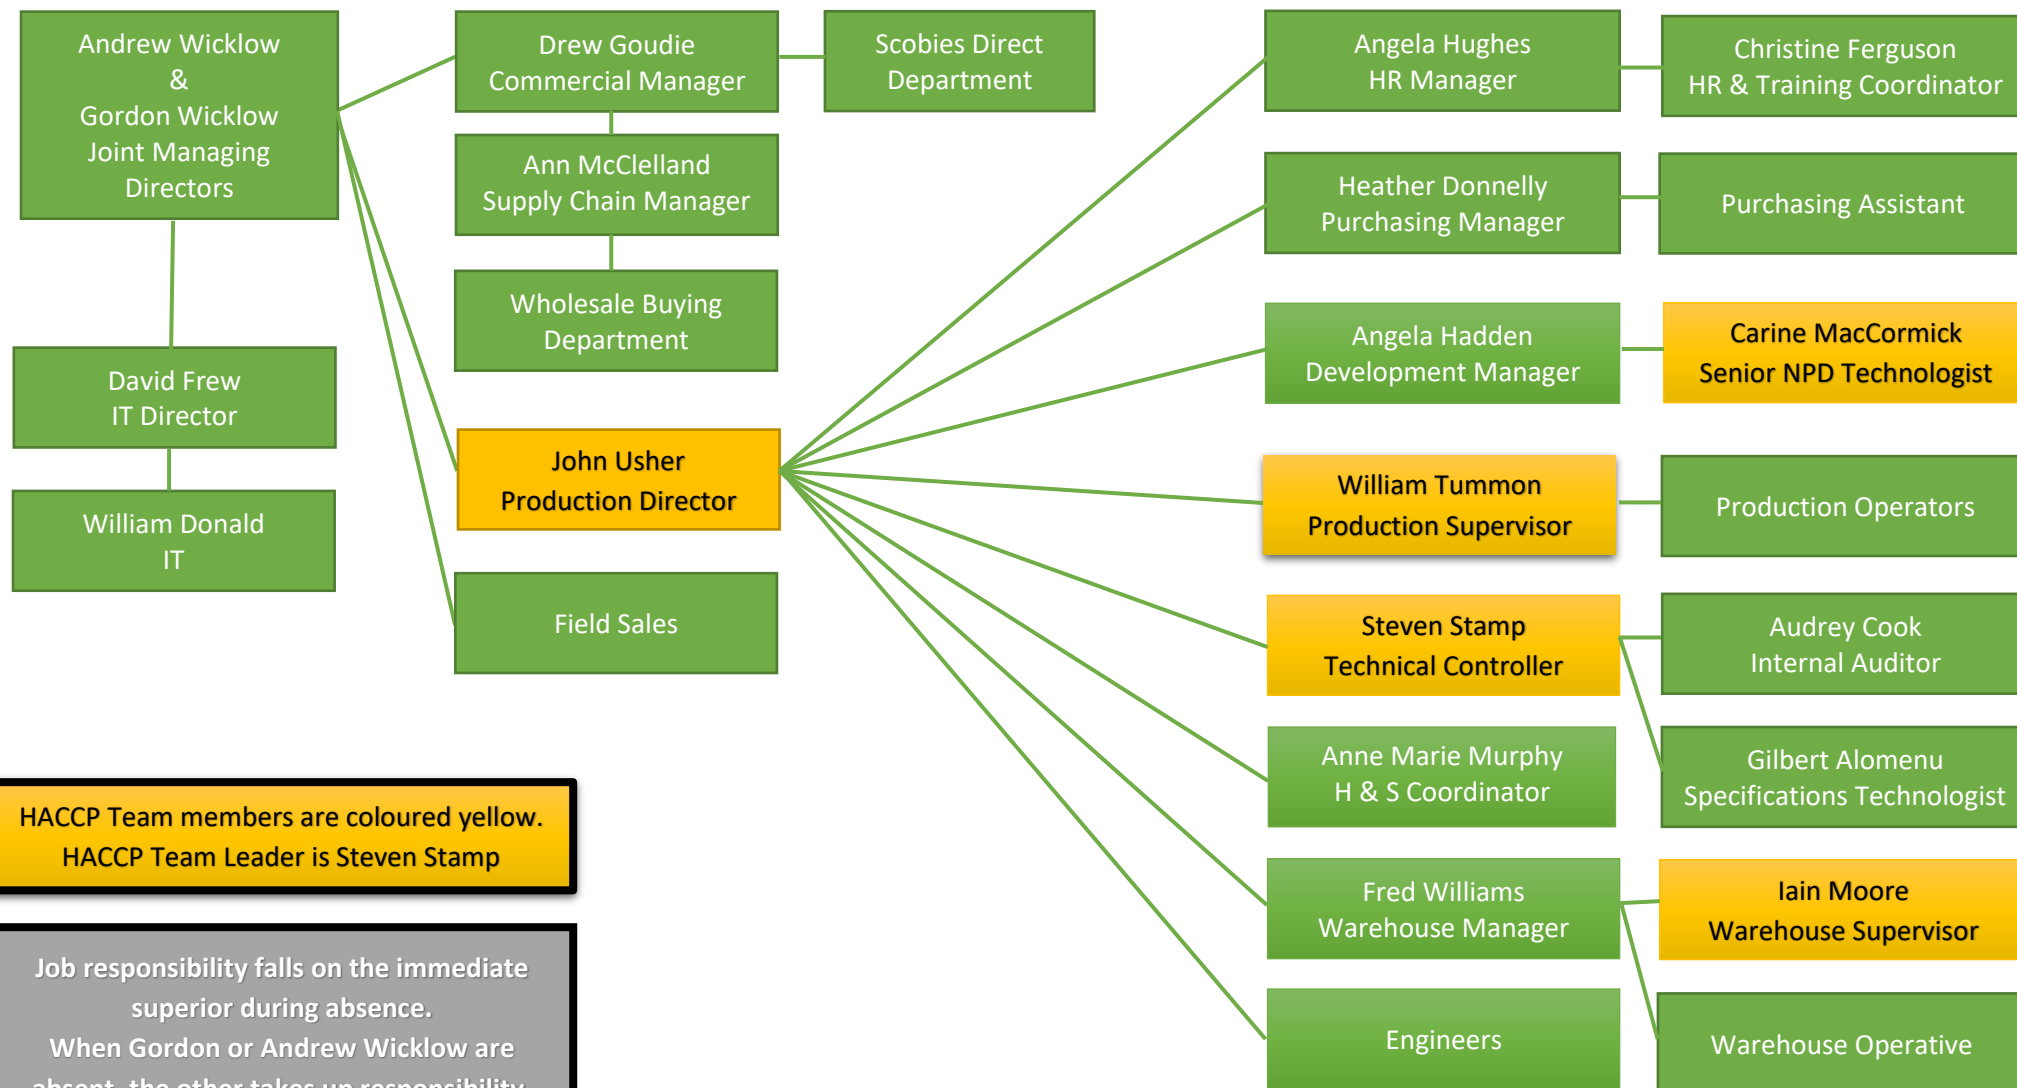 Andrew Wicklow
&
Gordon Wicklow
Joint Managing
Directors
Drew Goudie
Commercial Manager
Scobies Direct
Department
Ann McClelland
Supply Chain Manager
Wholesale Buying
Department
David Frew
IT Director
William Donald
IT
John Usher
Production Director
Field Sales
Angela Hughes
HR Manager
Christine Ferguson
HR & Training Coordinator
Heather Donnelly
Purchasing Manager
Purchasing Assistant
Angela Hadden
Development Manager
Carine MacCormick
Senior NPD Technologist
William Tummon
Production Supervisor
Production Operators
Steven Stamp
Technical Controller
Audrey Cook
Internal Auditor
Gilbert Alomenu
Specifications Technologist
Anne Marie Murphy
H & S Coordinator
Fred Williams
Warehouse Manager
Iain Moore
Warehouse Supervisor
Engineers
Warehouse Operative
HACCP Team members are coloured yellow.
HACCP Team Leader is Steven Stamp
Job responsibility falls on the immediate
superior during absence.
When Gordon or Andrew Wicklow are
absent, the other takes up responsibility